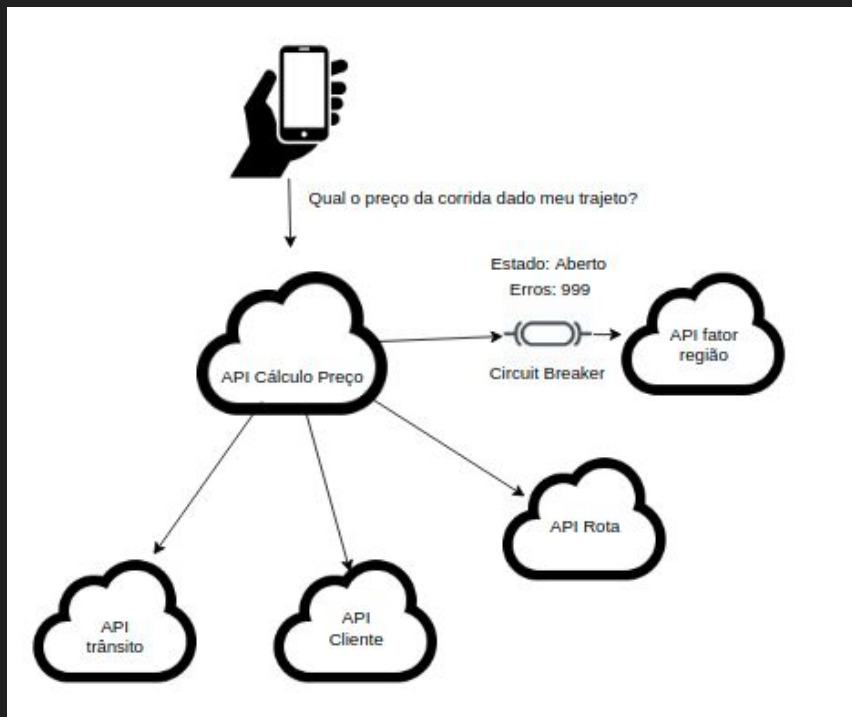 Qual o preço da corrida dado meu trajeto?
Estado: Aberto
Erros: 999
API fator
região
Circuit Breaker
API Cálculo Preço
API Rota
API
trânsito
API
Cliente